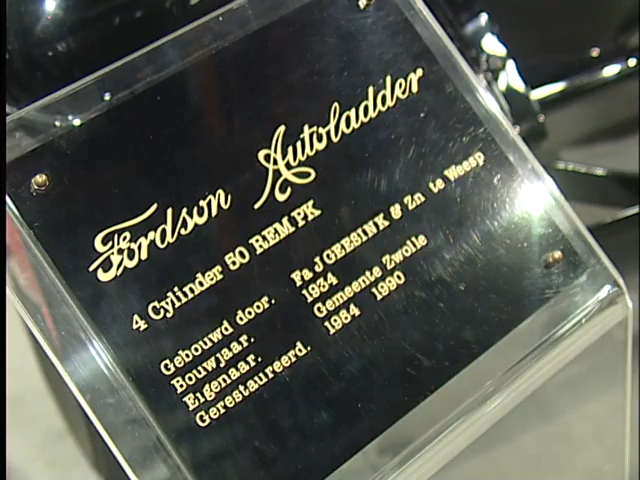 Fordson Autoladder
4 Cylinder 50 REM PK
Gebouwd door. Fa J GEESINK & Zn te Weesp
Bouwjaar. 1934
Eigenaar. Gemeente Zwolle
Gerestaureerd. 1984 1990